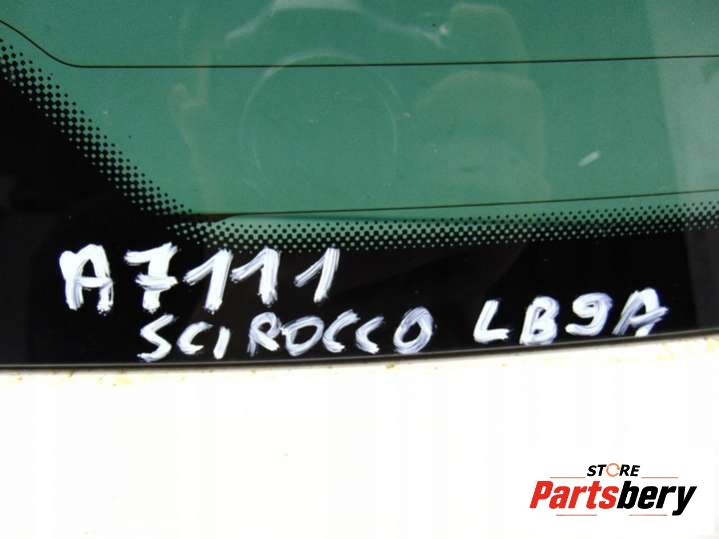 A7111
SCIROCCO LB9A
STORE
Partsbery